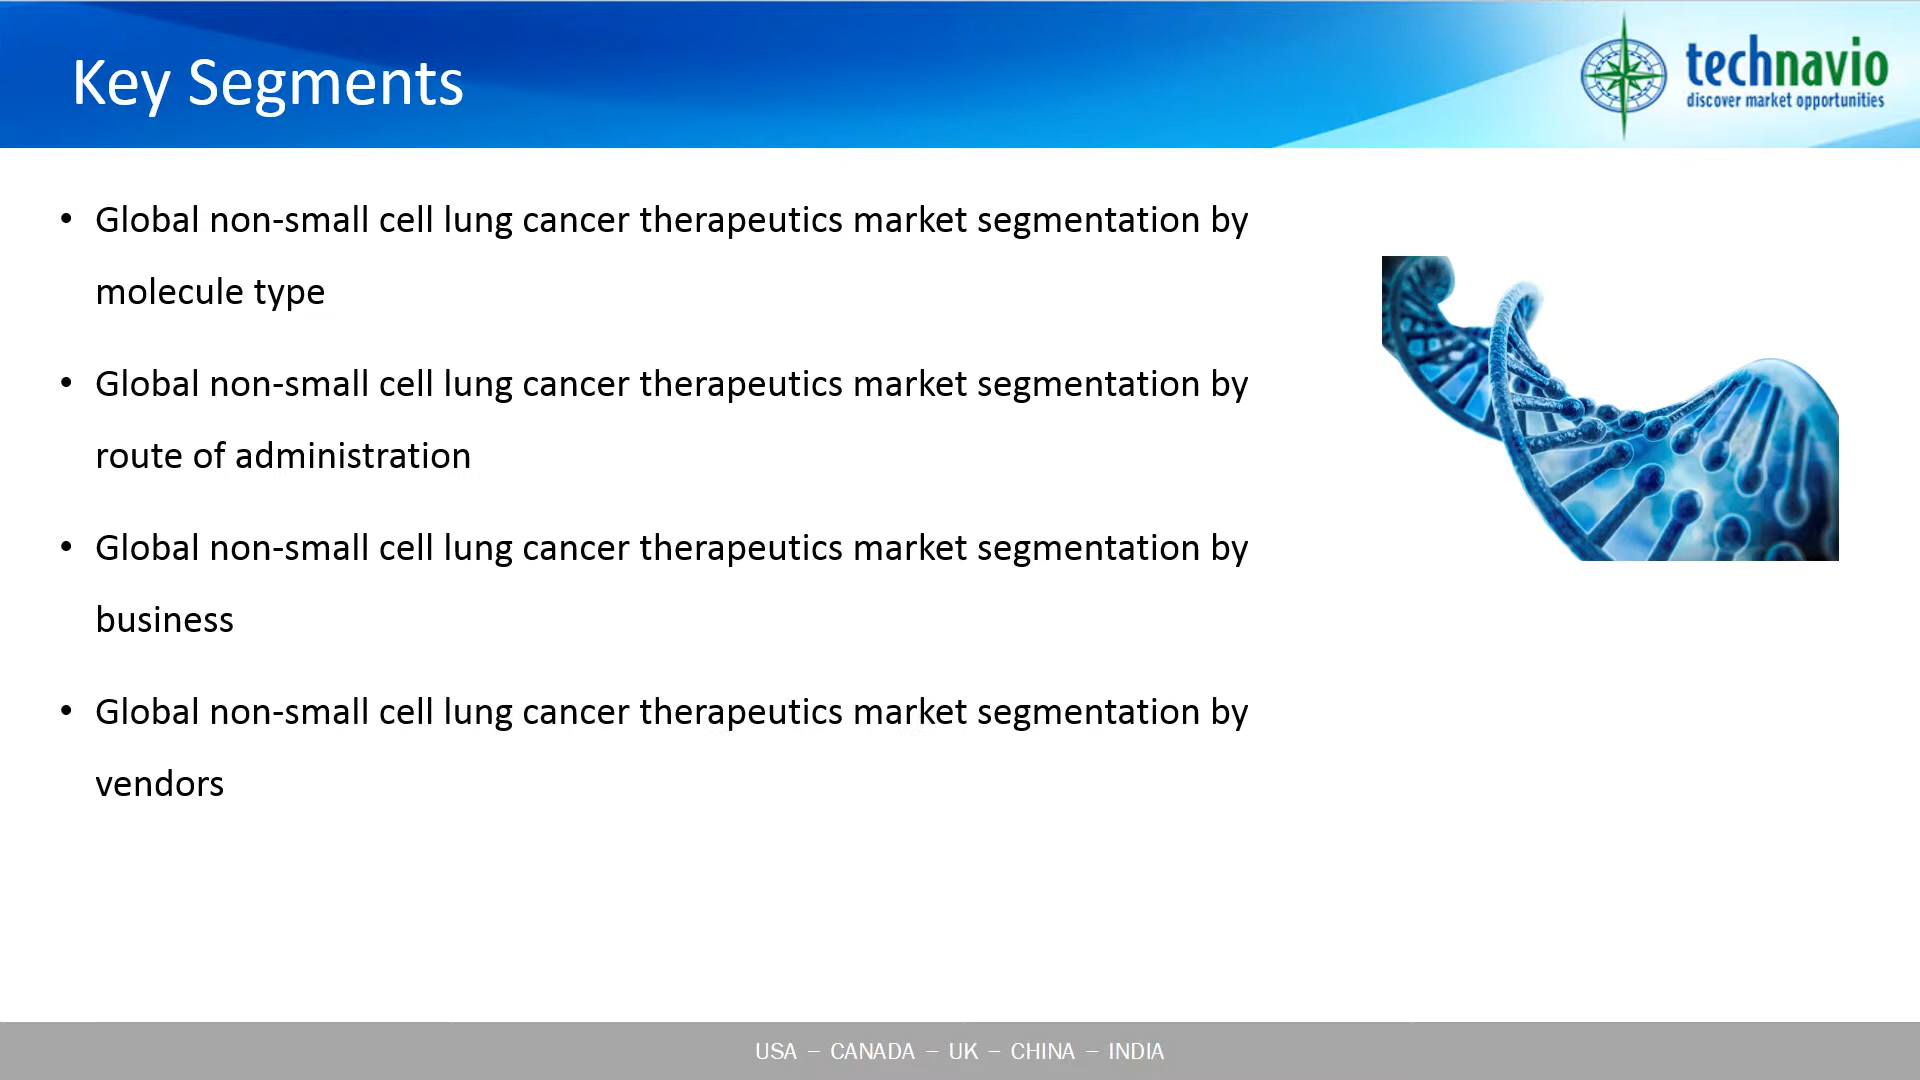 Key Segments
technavio
discover market opportunities
• Global non-small cell lung cancer therapeutics market segmentation by
molecule type
• Global non-small cell lung cancer therapeutics market segmentation by
route of administration
• Global non-small cell lung cancer therapeutics market segmentation by
business
• Global non-small cell lung cancer therapeutics market segmentation by
vendors
USA – CANADA – UK – CHINA – INDIA